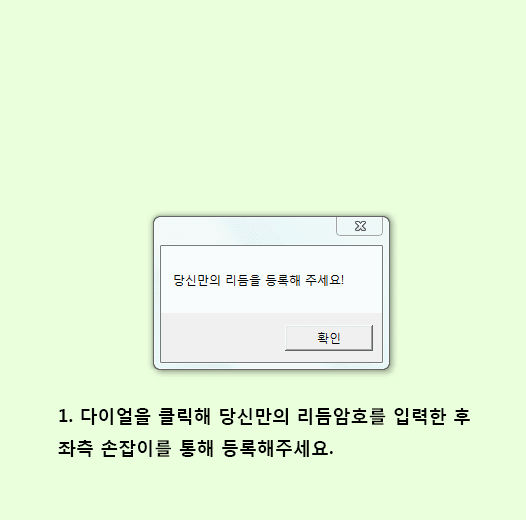 당신만의 리듬을 등록해 주세요!
확인
1. 다이얼을 클릭해 당신만의 리듬암호를 입력한 후
좌측 손잡이를 통해 등록해주세요.